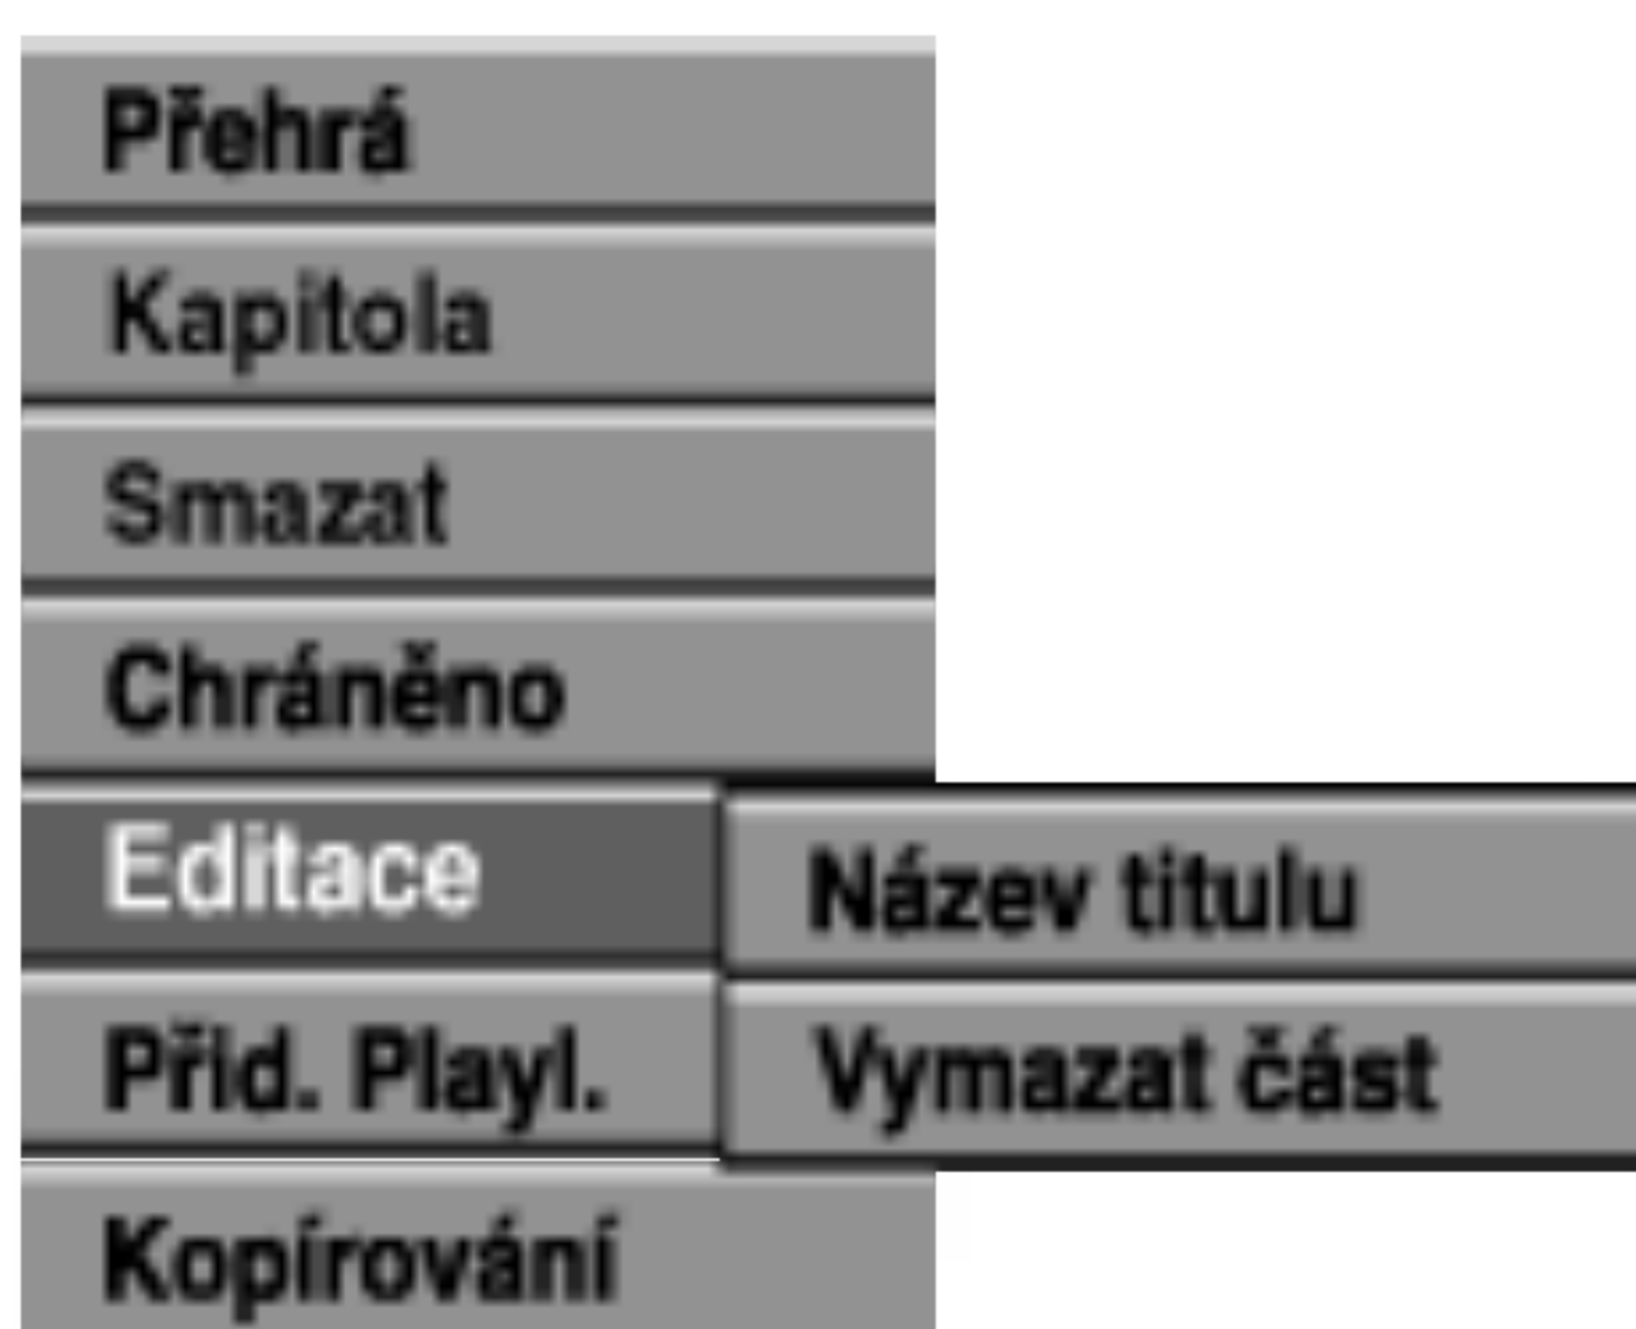 Přehrá
Kapitola
Smazat
Chráněno
Editace
Název titulu
Přid. Playl.
Vymazat část
Kopírování